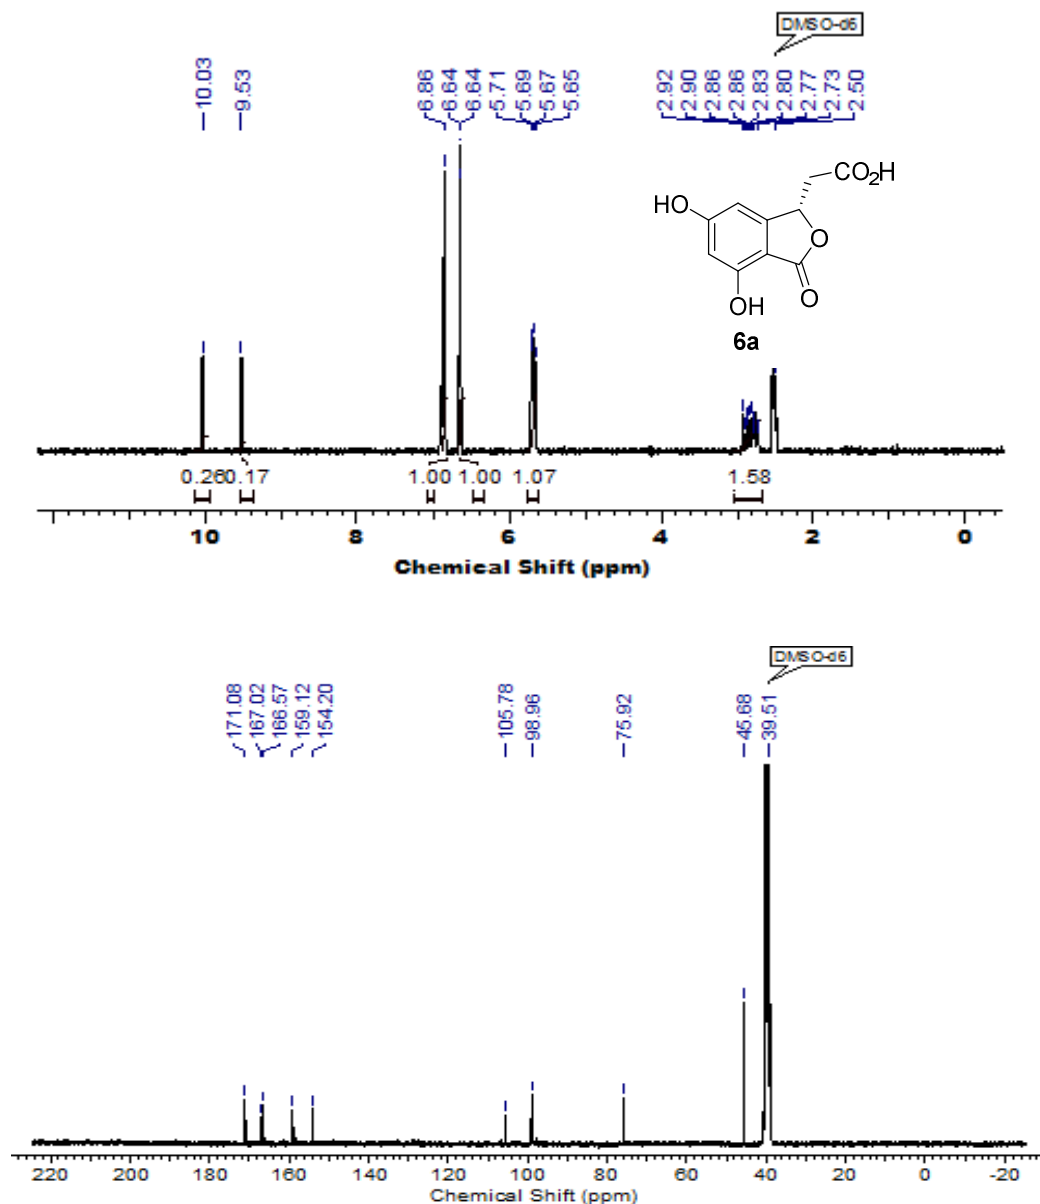 DMSO-d6
10.03
9.53
6.86
6.64
6.64
5.71
5.69
5.67
5.65
2.92
2.90
2.86
2.86
2.83
2.80
2.77
2.73
2.50
CO2H
HO
O
OH
O
6a
0.26 0.17 1.00 1.00 1.07 1.58
10 8 6 4 2 0
Chemical Shift (ppm)
DMSO-d6
171.08
167.02
166.57
159.12
154.20
105.78
98.96
75.92
45.68
39.51
220 200 180 160 140 120 100 80 60 40 20 0 -20
Chemical Shift (ppm)